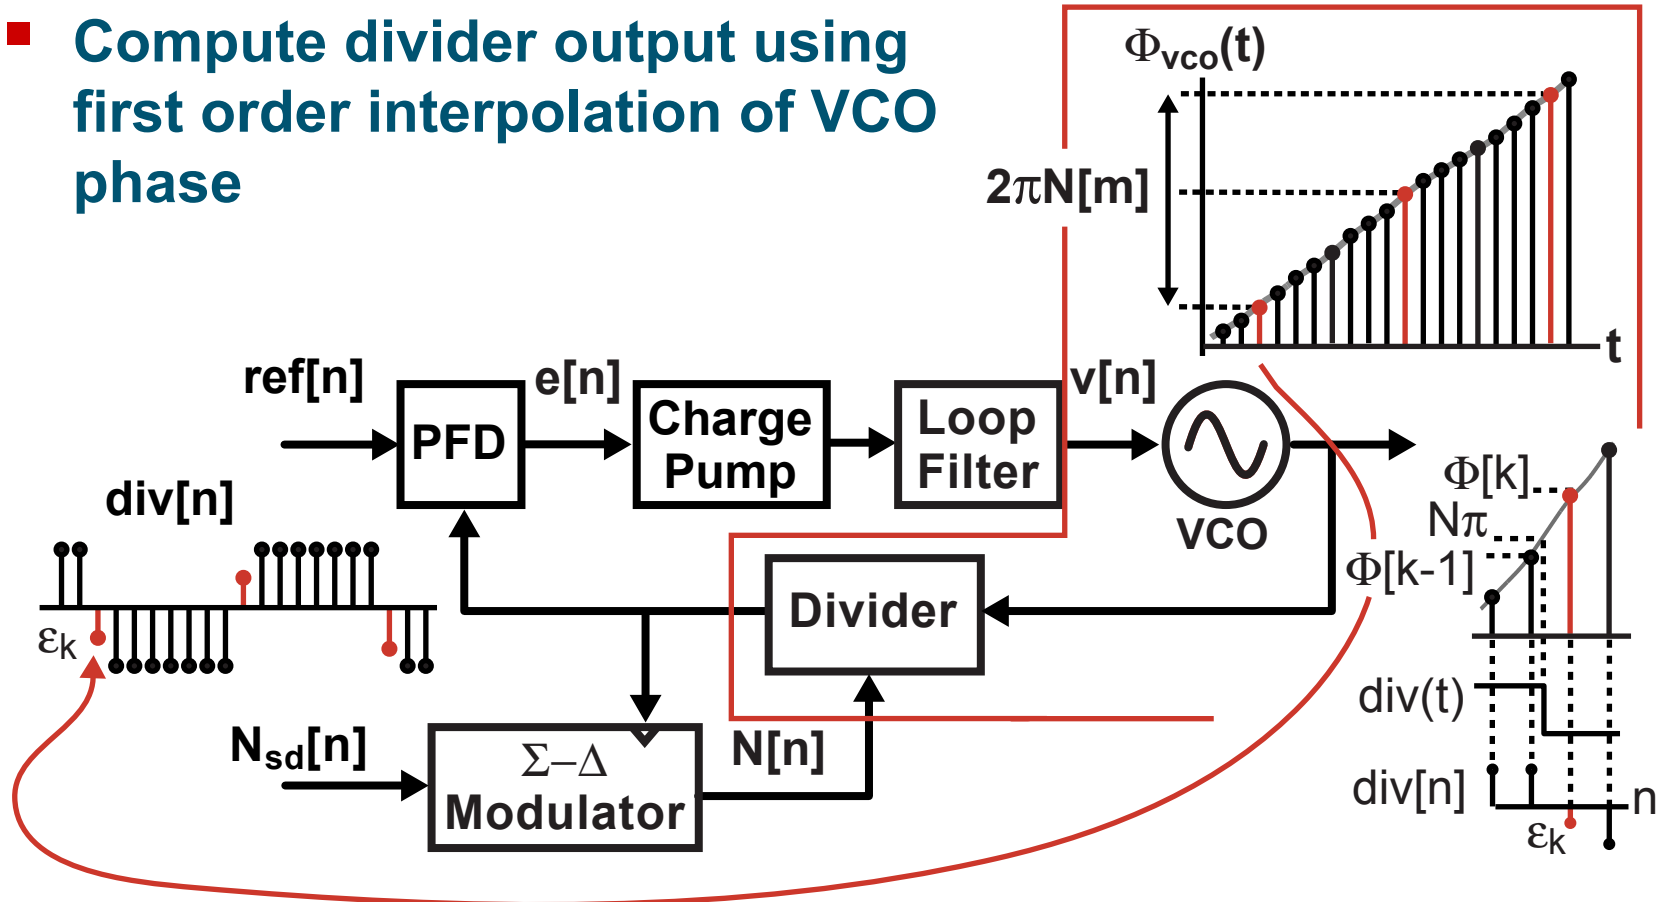 Compute divider output using
first order interpolation of VCO
phase
Φvco(t)
2πN[m]
t
ref[n]
PFD
e[n]
Charge
Pump
Loop
Filter
v[n]
VCO
Φ[k]
Nπ
Φ[k-1]
div[n]
εk
Divider
div(t)
div[n]
n
εk
Nsd[n]
Σ−Δ
Modulator
N[n]